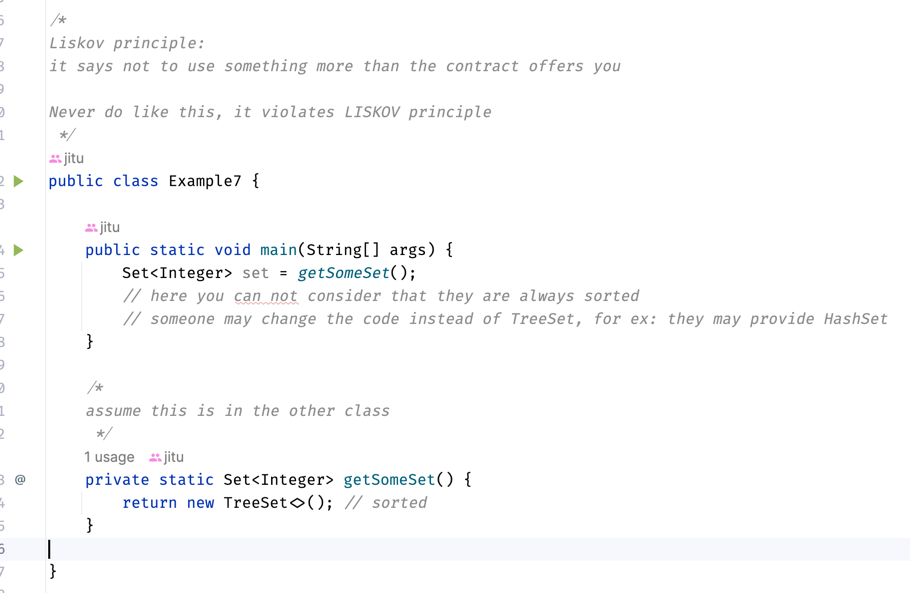 /*
Liskov principle:
it says not to use something more than the contract offers you
Never do like this, it violates LISKOV principle
*/
jitu
public class Example7 {
jitu
public static void main(String[] args) {
Set<Integer> set = getSomeSet();
// here you can not consider that they are always sorted
// someone may change the code instead of TreeSet, for ex: they may provide HashSet
}
/*
assume this is in the other class
*/
1 usage jitu
private static Set<Integer> getSomeSet() {
return new TreeSet<>(); // sorted
}
}